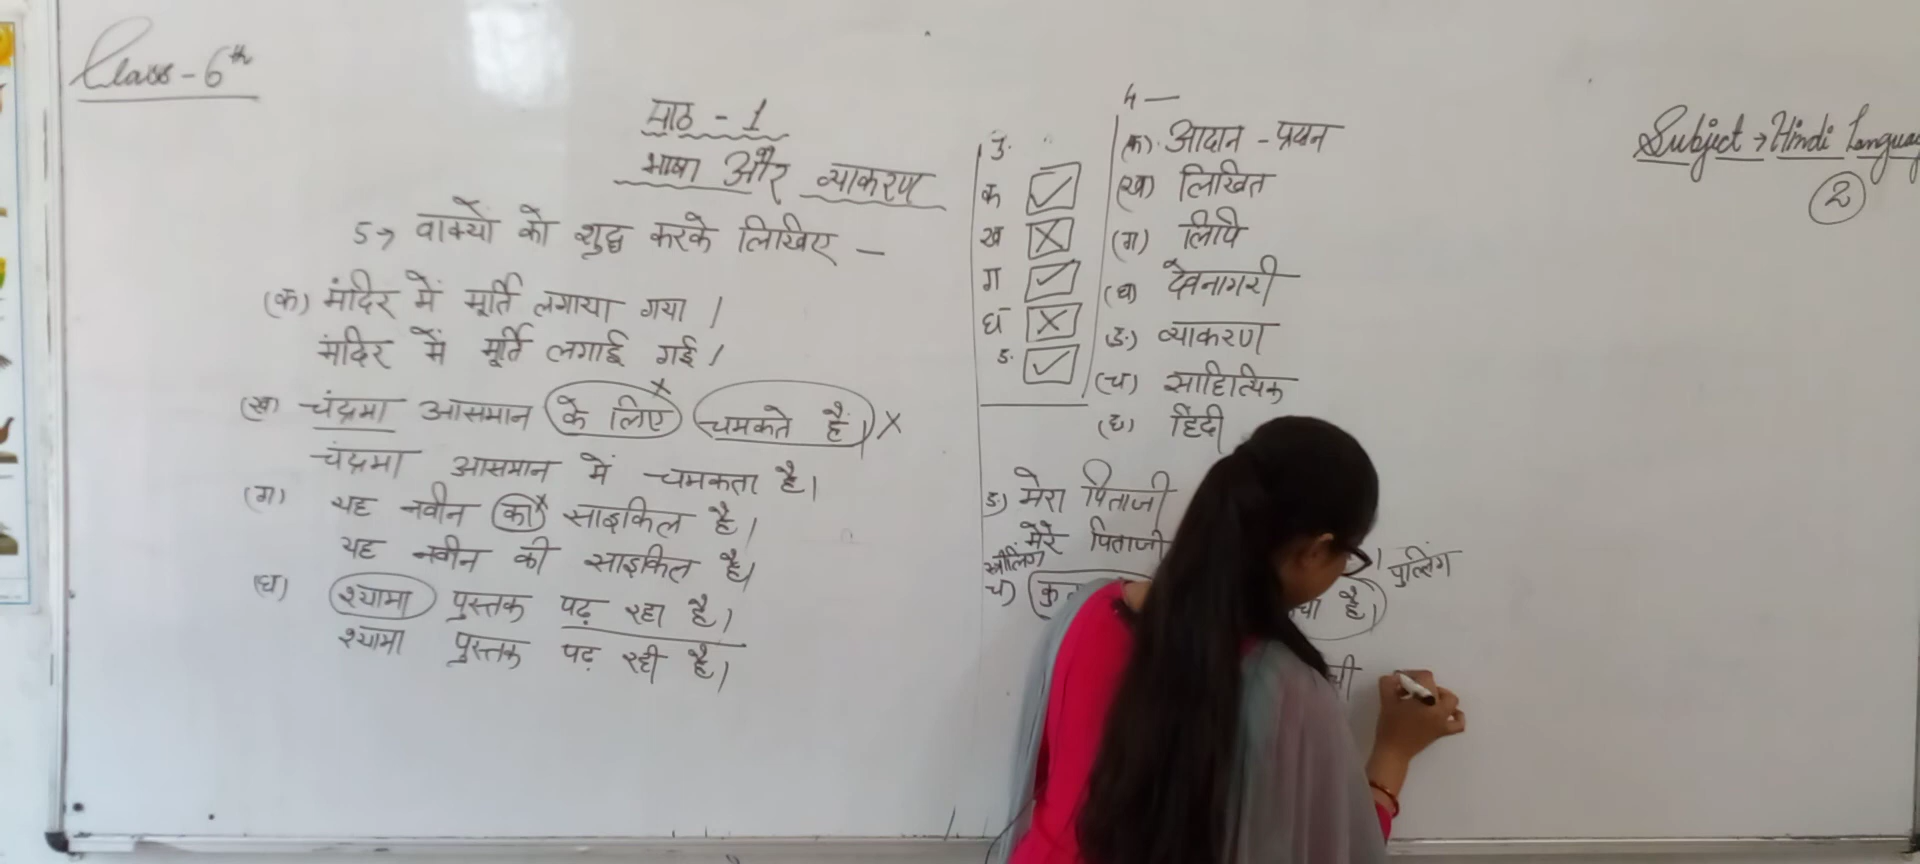 Class - 6th
Subject → Hindi Language
2
पाठ - 1
भाषा और व्याकरण
5→ वाक्यों को शुद्ध करके लिखिए –
(क) मंदिर में मूर्ति लगाया गया ।
मंदिर में मूर्ति लगाई गई ।
(ख) चंद्रमा आसमान के लिए चमकते हैं।
चंद्रमा आसमान में चमकता है।
(ग) यह नवीन का साइकिल है।
यह नवीन की साइकिल है।
(घ) श्यामा पुस्तक पढ़ रहा है।
श्यामा पुस्तक पढ़ रही है।
क ✓
ख ×
ग ✓
घ ×
ङ ✓
4 —
(क) आदान - प्रदान
(ख) लिखित
(ग) लिपि
(घ) देवनागरी
ङ) व्याकरण
(च) साहित्यिक
(छ) हिंदी
ङ) मेरा पिताजी
मेरे पिताजी
स्त्रीलिंग पुल्लिंग
च) है।